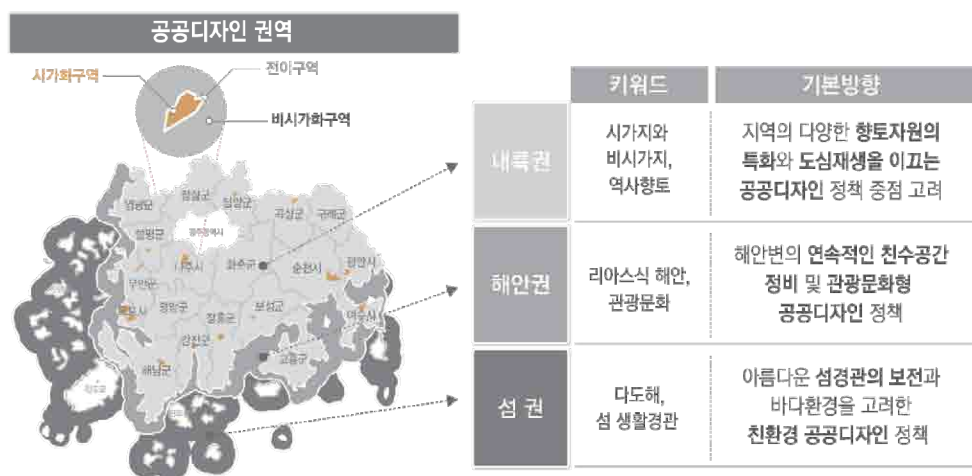 공공디자인 권역
시가화구역
전이구역
비시가화구역
영광군
장성군
담양군
곡성군
구례군
함평군
광주광역시
나주시
화순군
순천시
광양시
무안군
목포시
영암군
장흥군
보성군
여수시
강진군
고흥군
해남군
키워드
기본방향
내륙권
시가지와
비시가지,
역사향토
지역의 다양한 향토자원의
특화와 도심재생을 이끄는
공공디자인 정책 중점 고려
해안권
리아스식 해안,
관광문화
해안변의 연속적인 친수공간
정비 및 관광문화형
공공디자인 정책
섬 권
다도해,
섬 생활경관
아름다운 섬경관의 보전과
바다환경을 고려한
친환경 공공디자인 정책